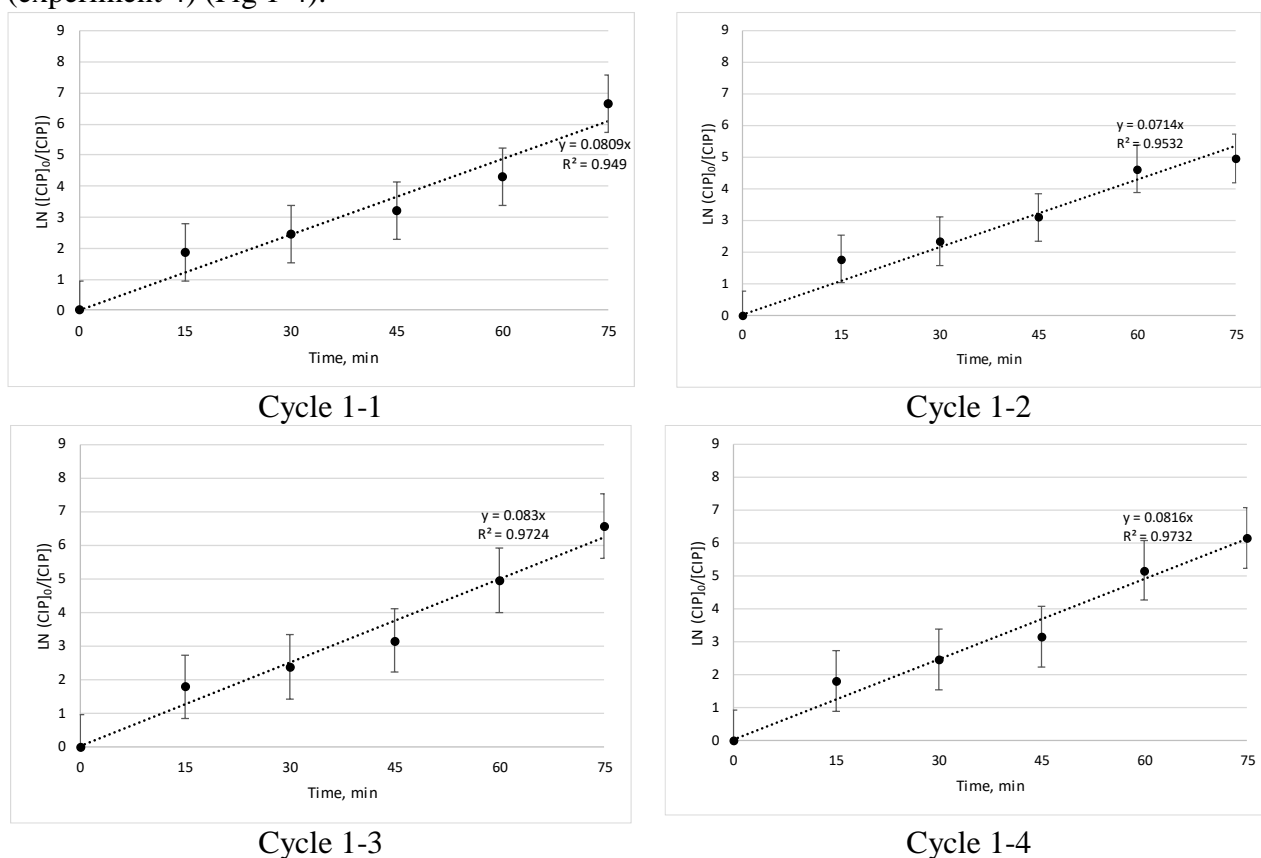 (experiment 4) (Fig 1-4).
9
8
7
6
5
4
3
2
1
0
LN ([CIP]₀/[CIP])
y = 0.0809x
R² = 0.949
0 15 30 45 60 75
Time, min
Cycle 1-1
9
8
7
6
5
4
3
2
1
0
LN (CIP]₀/[CIP])
y = 0.0714x
R² = 0.9532
0 15 30 45 60 75
Time, min
Cycle 1-2
9
8
7
6
5
4
3
2
1
0
LN (CIP]₀/[CIP])
y = 0.083x
R² = 0.9724
0 15 30 45 60 75
Time, min
Cycle 1-3
9
8
7
6
5
4
3
2
1
0
LN (CIP]₀/[CIP])
y = 0.0816x
R² = 0.9732
0 15 30 45 60 75
Time, min
Cycle 1-4